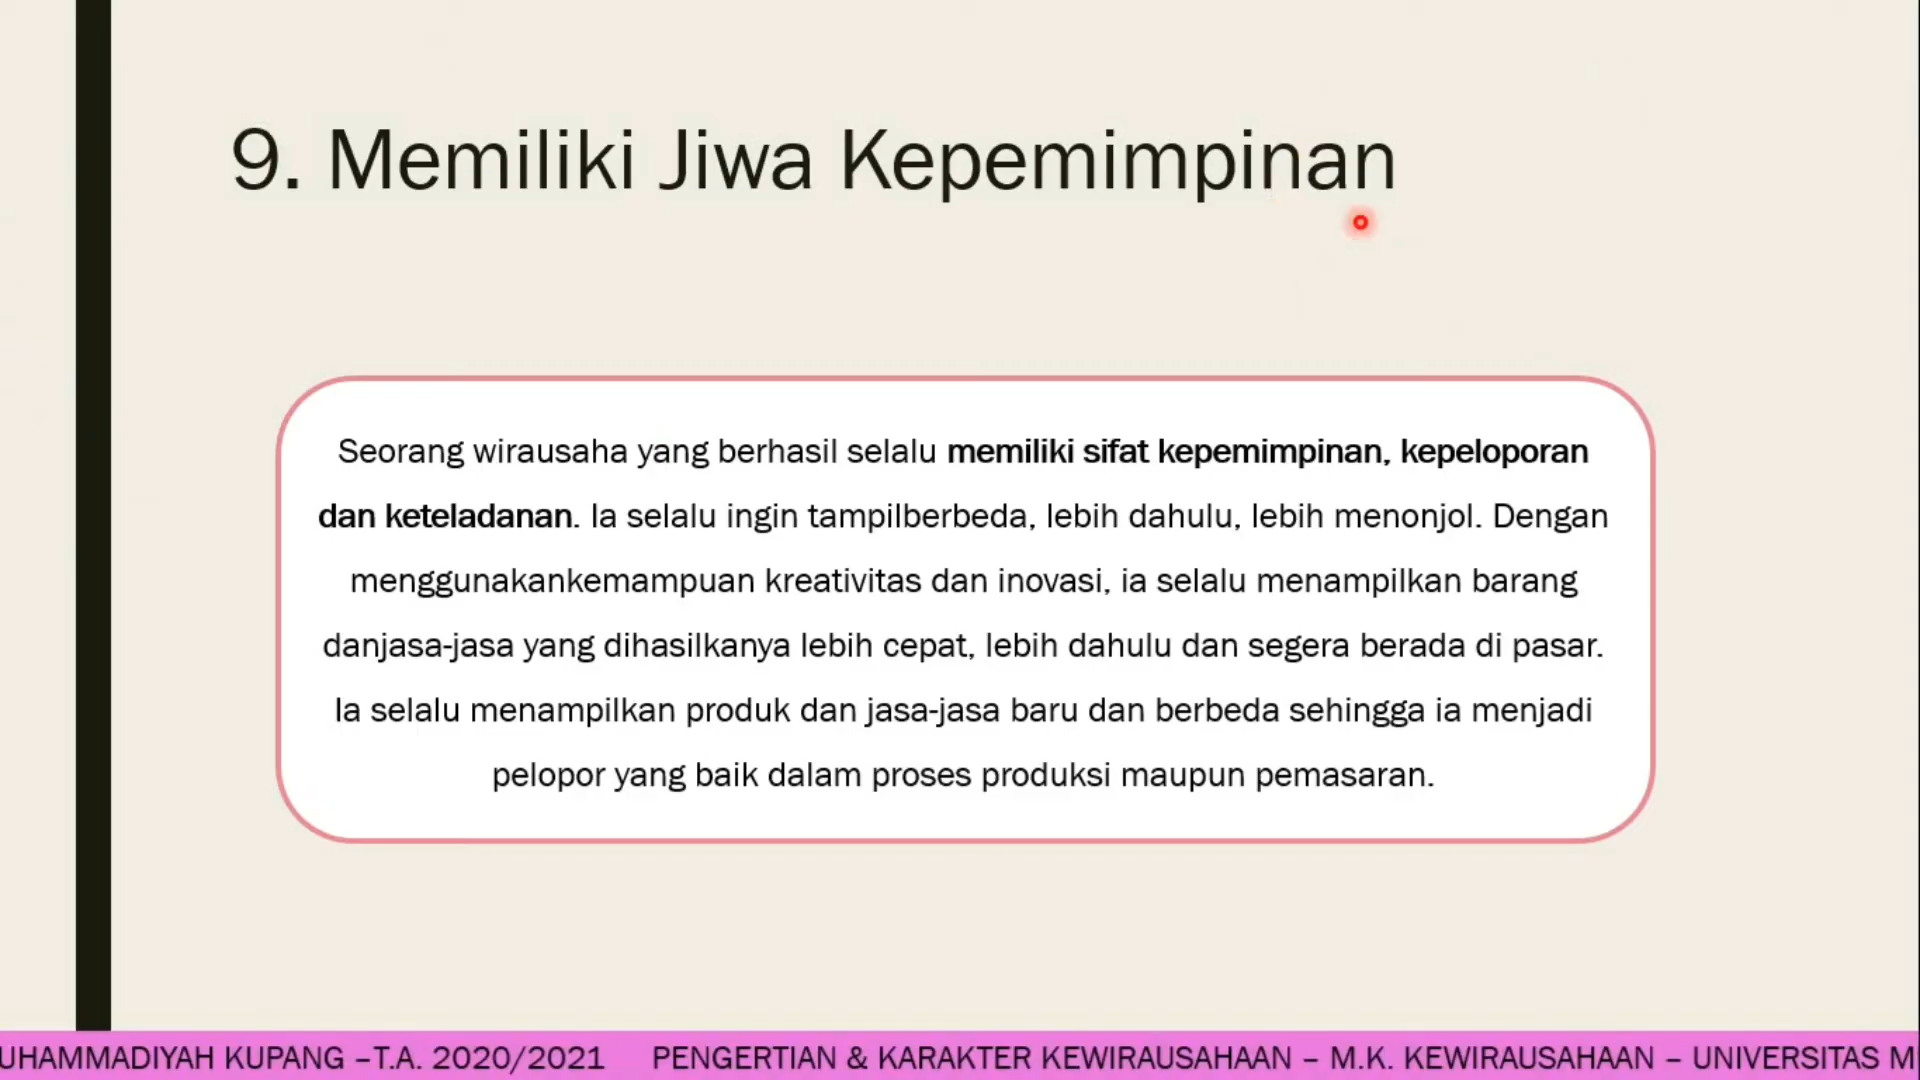 9. Memiliki Jiwa Kepemimpinan
Seorang wirausaha yang berhasil selalu memiliki sifat kepemimpinan, kepeloporan
dan keteladanan. Ia selalu ingin tampilberbeda, lebih dahulu, lebih menonjol. Dengan
menggunakankemampuan kreativitas dan inovasi, ia selalu menampilkan barang
danjasa-jasa yang dihasilkanya lebih cepat, lebih dahulu dan segera berada di pasar.
Ia selalu menampilkan produk dan jasa-jasa baru dan berbeda sehingga ia menjadi
pelopor yang baik dalam proses produksi maupun pemasaran.
UHAMMADIYAH KUPANG –T.A. 2020/2021 PENGERTIAN & KARAKTER KEWIRAUSAHAAN – M.K. KEWIRAUSAHAAN – UNIVERSITAS M